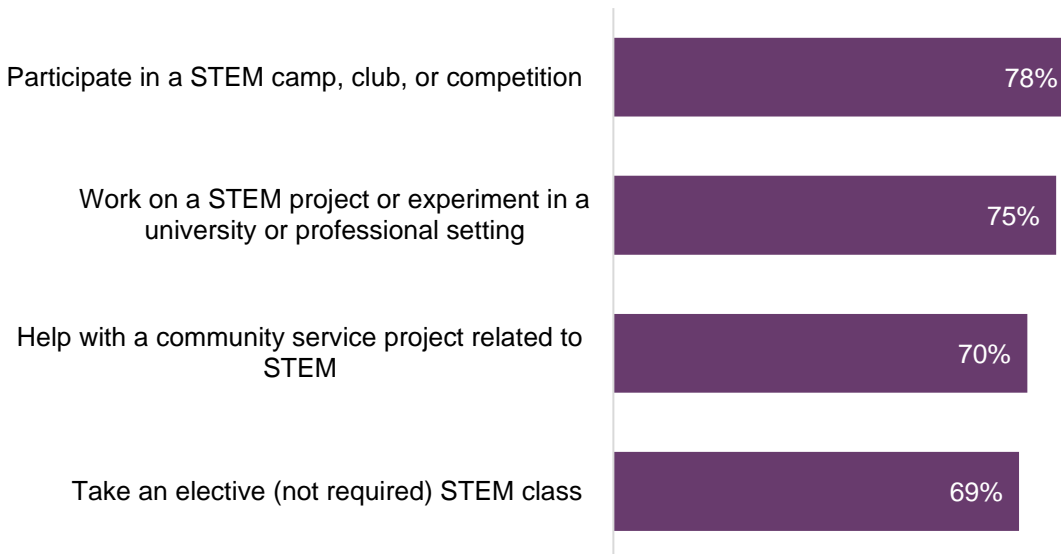 Participate in a STEM camp, club, or competition
78%
Work on a STEM project or experiment in a
university or professional setting
75%
Help with a community service project related to
STEM
70%
Take an elective (not required) STEM class
69%